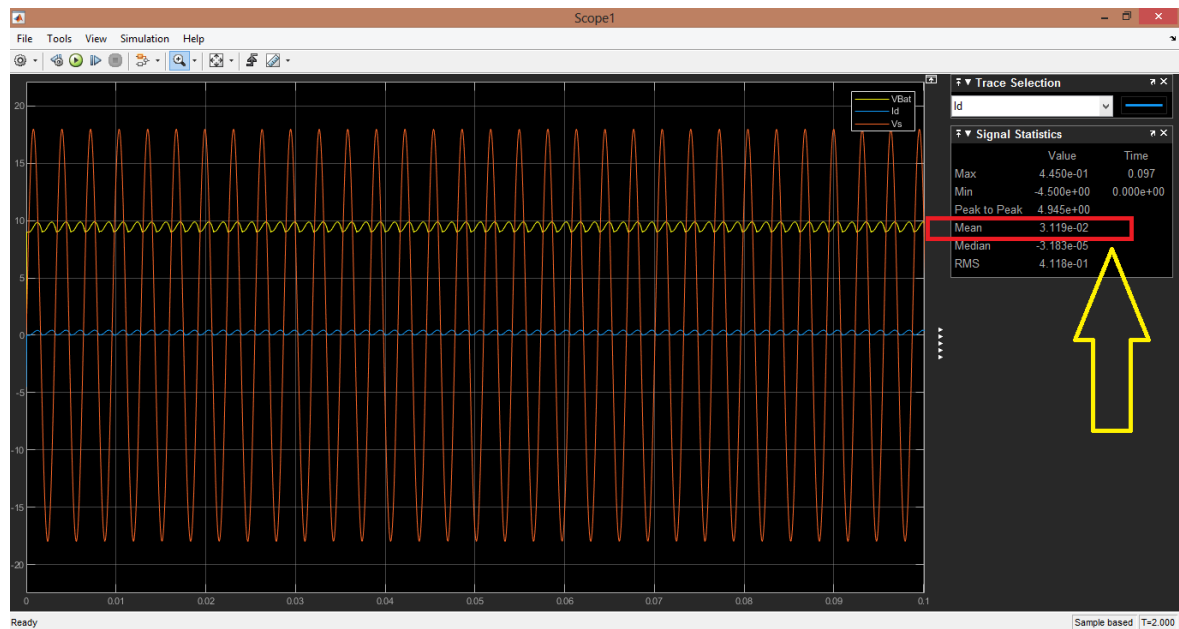 Scope1
File Tools View Simulation Help
VBat
Id
Vs
20
15
10
5
0
-5
-10
-15
-20
0 0.01 0.02 0.03 0.04 0.05 0.06 0.07 0.08 0.09 0.1
Trace Selection
Id
Signal Statistics
Value Time
Max 4.450e-01 0.097
Min -4.500e+00 0.000e+00
Peak to Peak 4.945e+00
Mean 3.119e-02
Median -3.183e-05
RMS 4.118e-01
Ready Sample based T=2.000